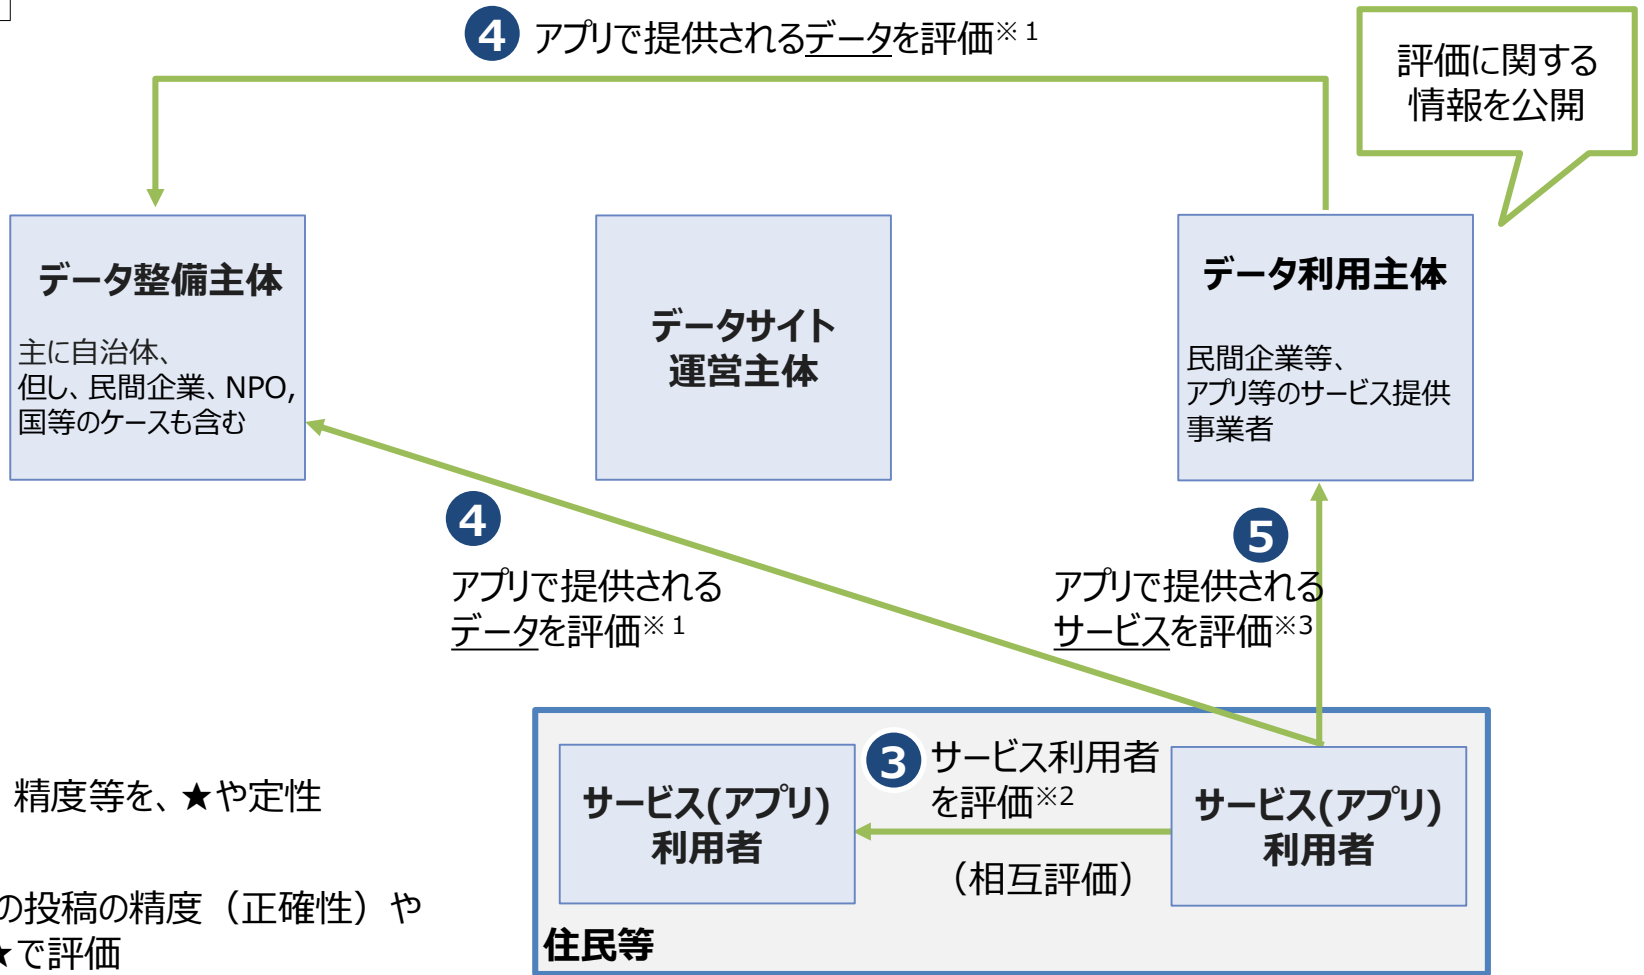 4 アプリで提供されるデータを評価※1
評価に関する
情報を公開
データ整備主体
主に自治体、
但し、民間企業、NPO,
国等のケースも含む
データサイト
運営主体
データ利用主体
民間企業等、
アプリ等のサービス提供
事業者
4
アプリで提供される
データを評価※1
5
アプリで提供される
サービスを評価※3
3 サービス利用者
を評価※2
(相互評価)
サービス(アプリ)
利用者
サービス(アプリ)
利用者
住民等
精度等を、★や定性
の投稿の精度（正確性）や
★で評価